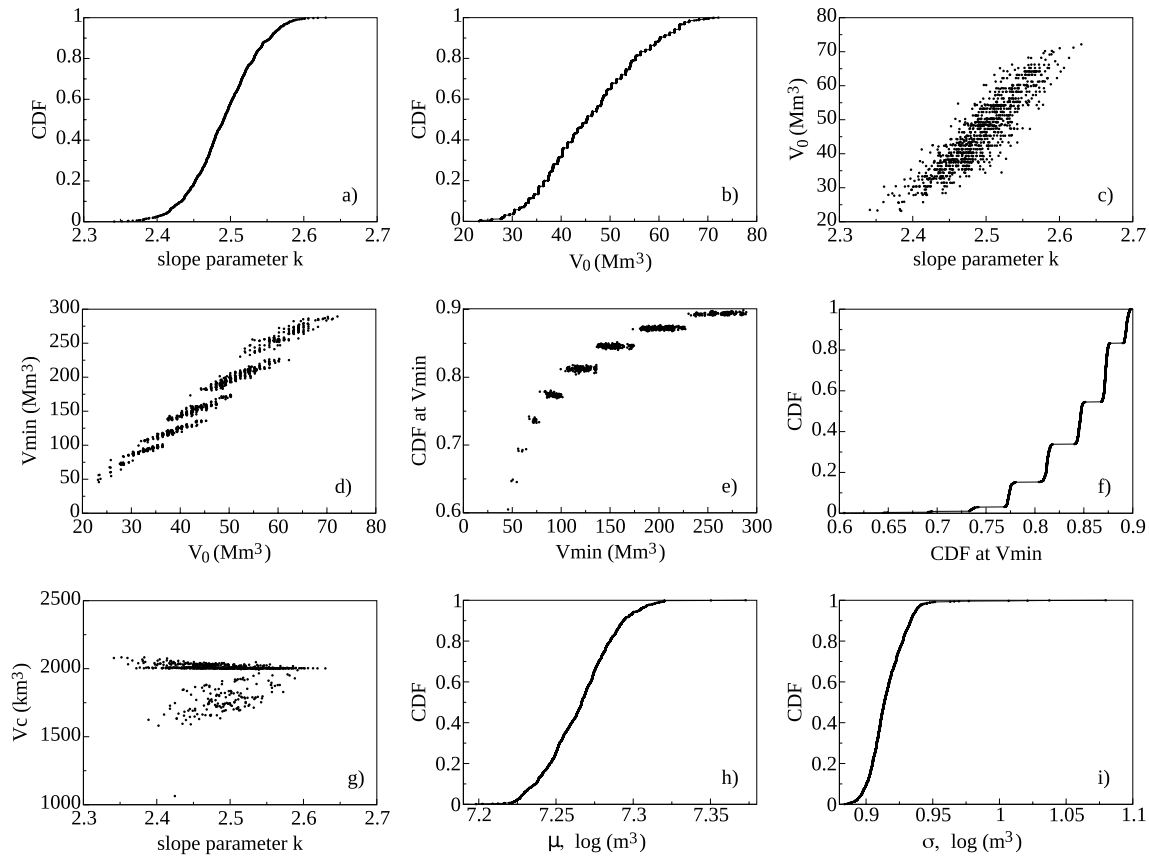 CDF
1
0.8
0.6
0.4
0.2
0
2.3 2.4 2.5 2.6 2.7
slope parameter k
a)
CDF
1
0.8
0.6
0.4
0.2
0
20 30 40 50 60 70 80
V0 (Mm3)
b)
V0 (Mm3)
80
70
60
50
40
30
20
2.3 2.4 2.5 2.6 2.7
slope parameter k
c)
Vmin (Mm3)
300
250
200
150
100
50
0
20 30 40 50 60 70 80
V0 (Mm3)
d)
CDF at Vmin
0.9
0.8
0.7
0.6
0 50 100 150 200 250 300
Vmin (Mm3)
e)
CDF
1
0.8
0.6
0.4
0.2
0
0.6 0.65 0.7 0.75 0.8 0.85 0.9
CDF at Vmin
f)
Vc (km3)
2500
2000
1500
1000
2.3 2.4 2.5 2.6 2.7
slope parameter k
g)
CDF
1
0.8
0.6
0.4
0.2
0
7.2 7.25 7.3 7.35
μ, log (m3)
h)
CDF
1
0.8
0.6
0.4
0.2
0
0.9 0.95 1 1.05 1.1
σ, log (m3)
i)